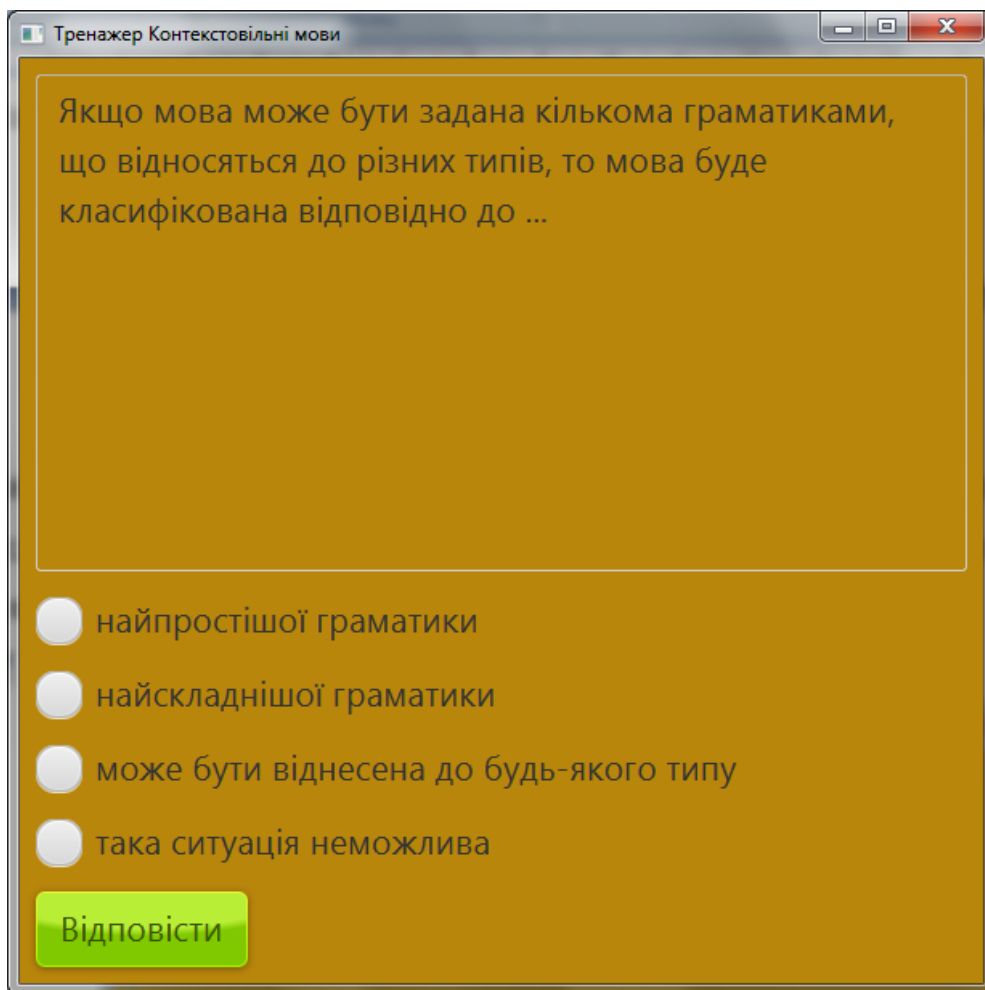 Тренажер Контекстовільні мови
Якщо мова може бути задана кількома граматиками,
що відносяться до різних типів, то мова буде
класифікована відповідно до ...
найпростішої граматики
найскладнішої граматики
може бути віднесена до будь-якого типу
така ситуація неможлива
Відповісти